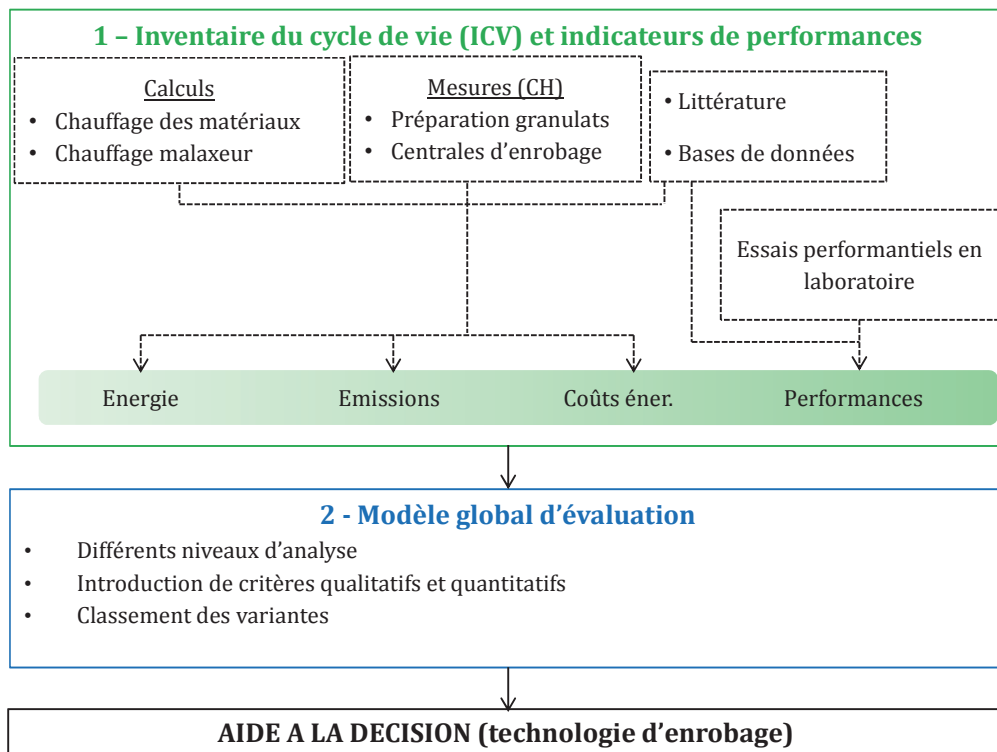 1 – Inventaire du cycle de vie (ICV) et indicateurs de performances
Calculs
• Chauffage des matériaux
• Chauffage malaxeur
Mesures (CH)
• Préparation granulats
• Centrales d'enrobage
• Littérature
• Bases de données
Essais performantiels en
laboratoire
Energie
Emissions
Coûts éner.
Performances
2 - Modèle global d'évaluation
• Différents niveaux d'analyse
• Introduction de critères qualitatifs et quantitatifs
• Classement des variantes
AIDE A LA DECISION (technologie d'enrobage)